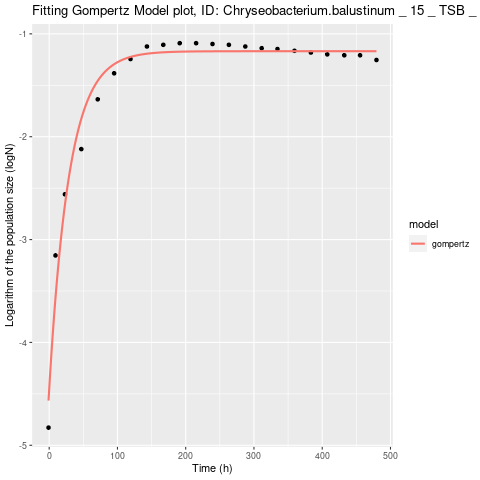 Fitting Gompertz Model plot, ID: Chryseobacterium.balustinum _ 15 _ TSB _
Logarithm of the population size (logN)
-1
-2
-3
-4
-5
0 100 200 300 400 500
Time (h)
model
gompertz